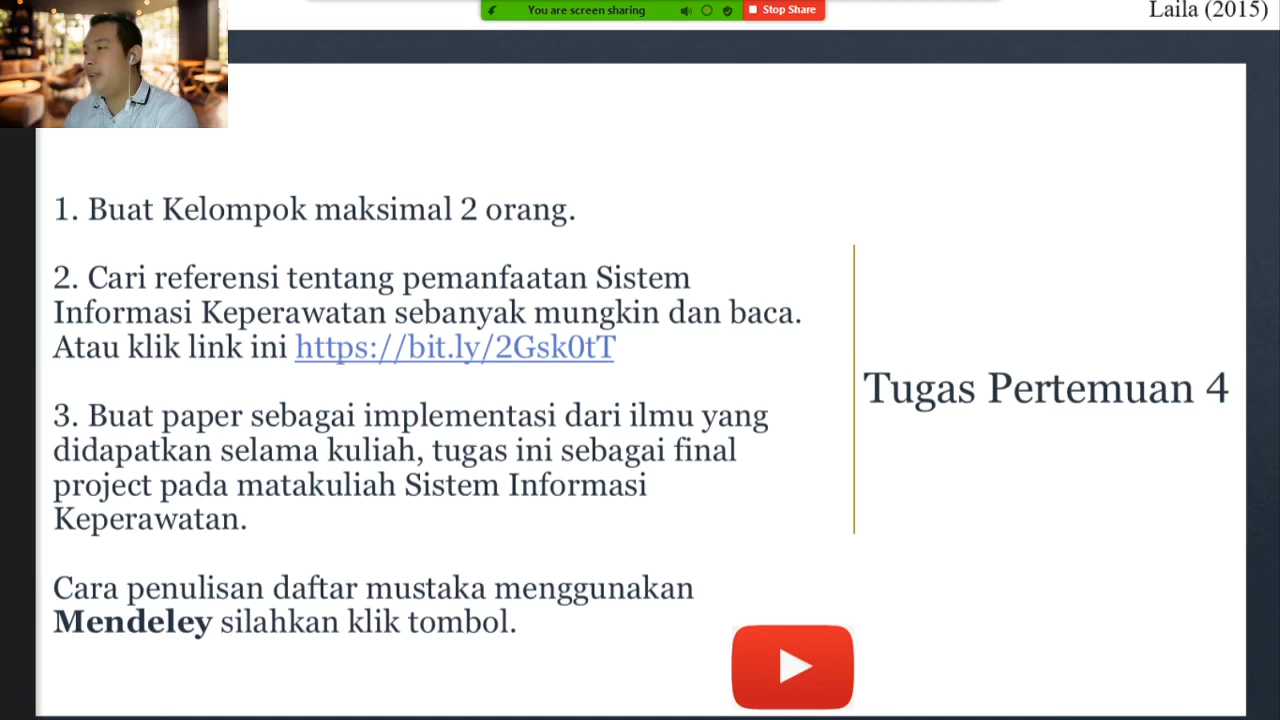 You are screen sharing
Stop Share
Laila (2015)
1. Buat Kelompok maksimal 2 orang.
2. Cari referensi tentang pemanfaatan Sistem
Informasi Keperawatan sebanyak mungkin dan baca.
Atau klik link ini https://bit.ly/2Gsk0tT
3. Buat paper sebagai implementasi dari ilmu yang
didapatkan selama kuliah, tugas ini sebagai final
project pada matakuliah Sistem Informasi
Keperawatan.
Cara penulisan daftar mustaka menggunakan
Mendeley silahkan klik tombol.
Tugas Pertemuan 4